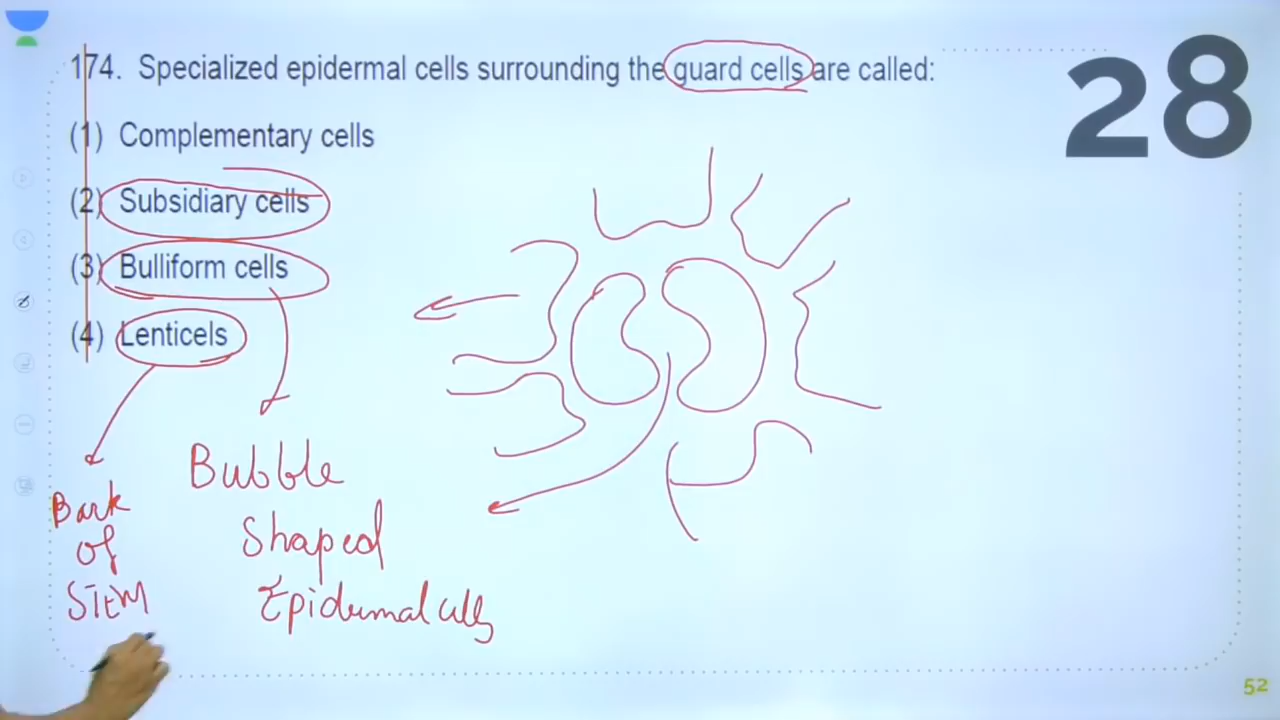 28
174. Specialized epidermal cells surrounding the guard cells are called:
(1) Complementary cells
(2) Subsidiary cells
(3) Bulliform cells
(4) Lenticels
Bark
of
STEM
Bubble
Shaped
Epidermal cells
52